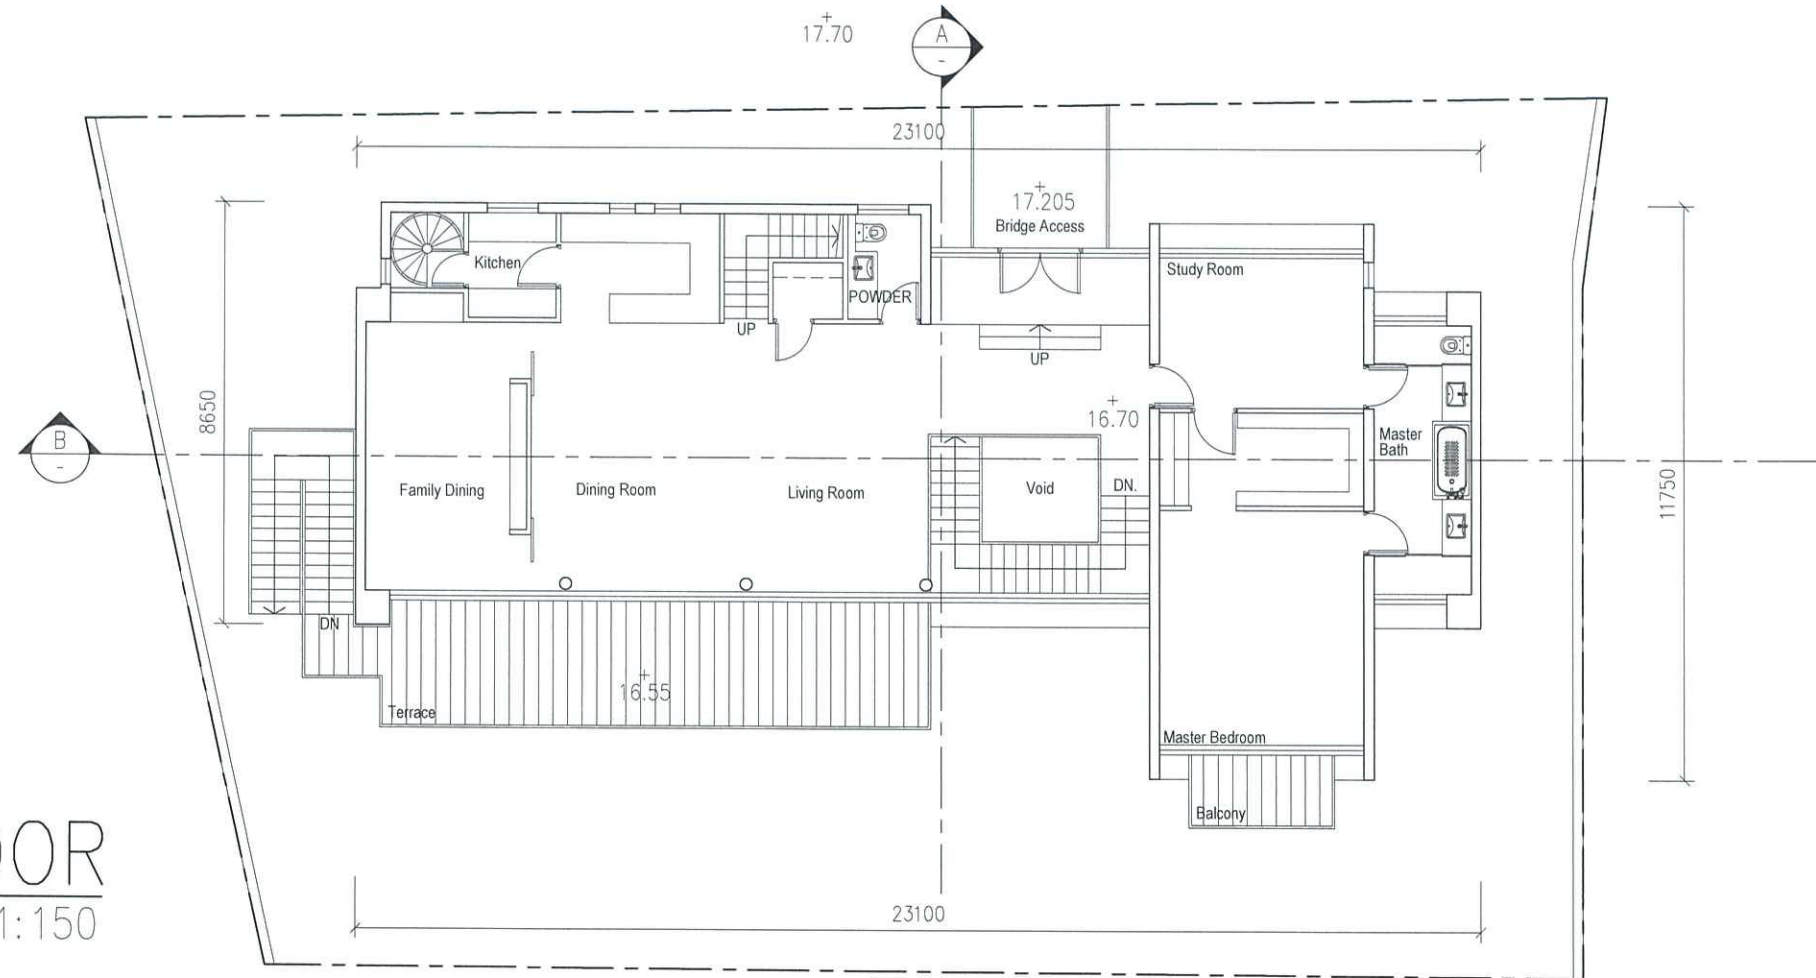 17.70
A
-
23100
17.205
Bridge Access
Kitchen
Study Room
POWDER
UP
UP
8650
16.70
B
-
Master
Bath
Family Dining
Dining Room
Living Room
Void
DN.
11750
DN
16.55
Terrace
Master Bedroom
Balcony
OOR
1:150
23100